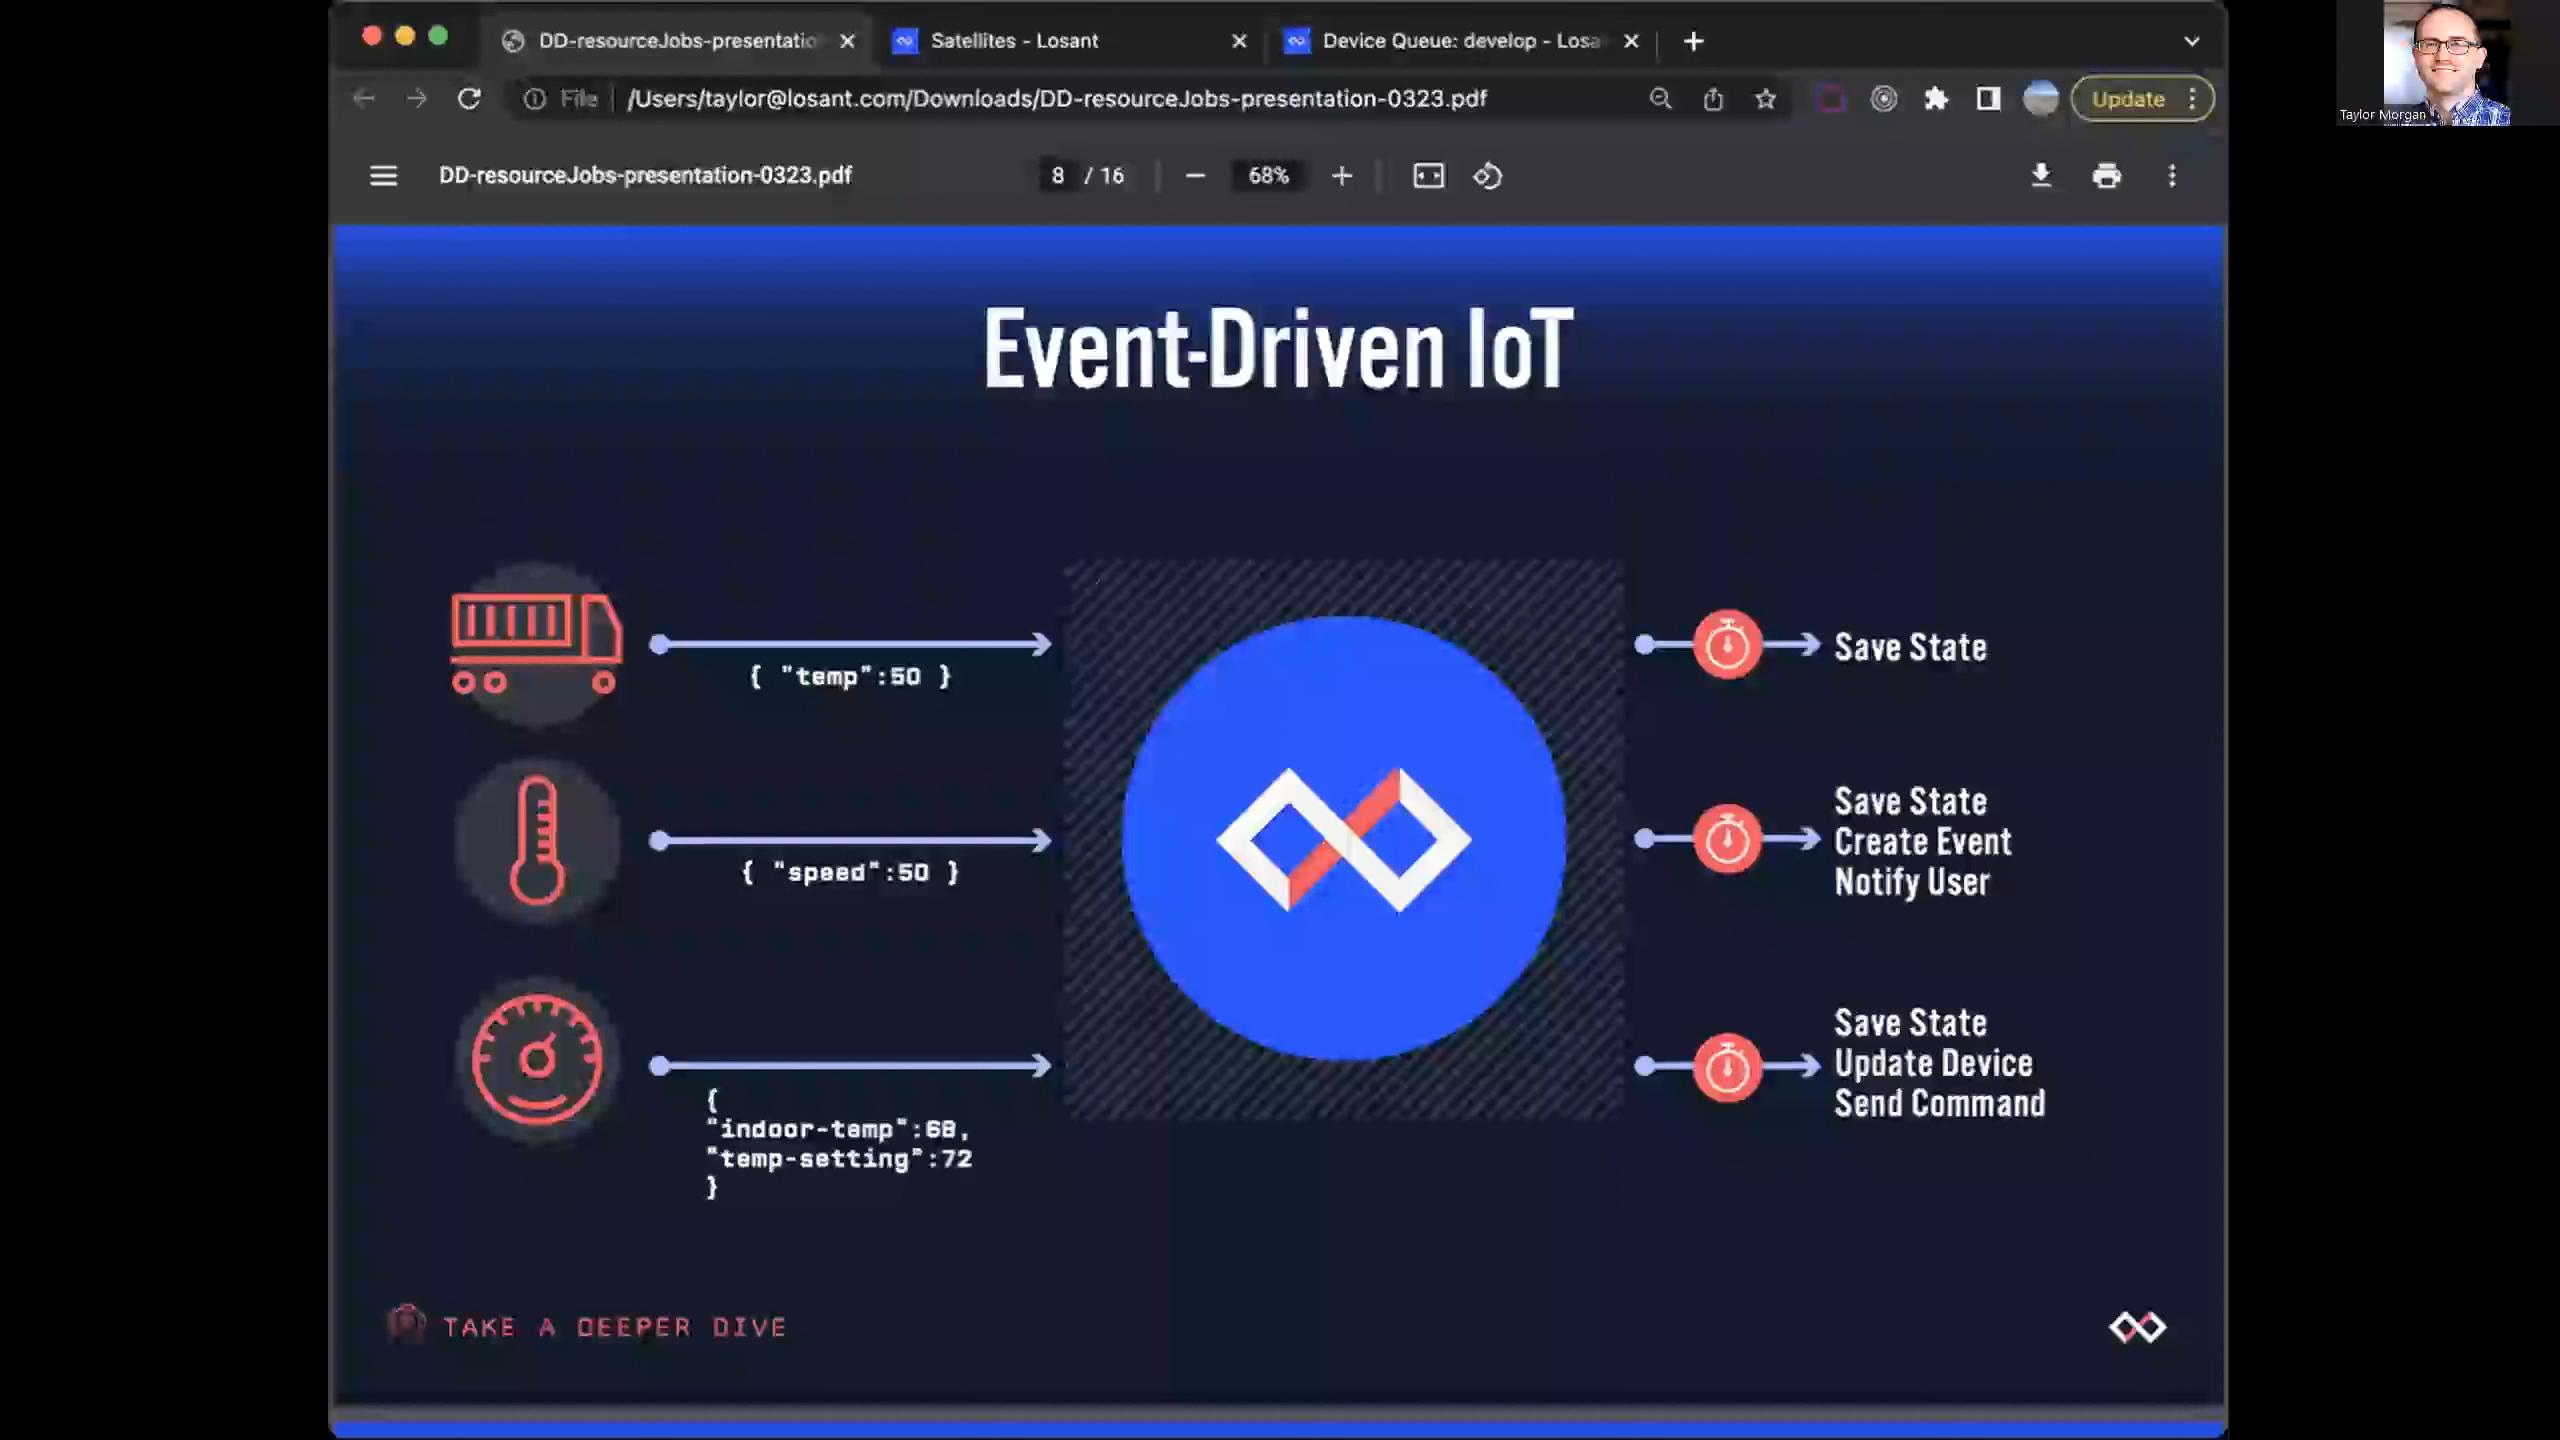 DD-resourceJobs-presentatio
Satellites - Losant
Device Queue: develop - Losa
File
/Users/taylor@losant.com/Downloads/DD-resourceJobs-presentation-0323.pdf
Update
Taylor Morgan
DD-resourceJobs-presentation-0323.pdf
8 / 16
68%
Event-Driven IoT
{ "temp":50 }
Save State
{ "speed":50 }
Save State
Create Event
Notify User
{
"indoor-temp":68,
"temp-setting":72
}
Save State
Update Device
Send Command
TAKE A DEEPER DIVE